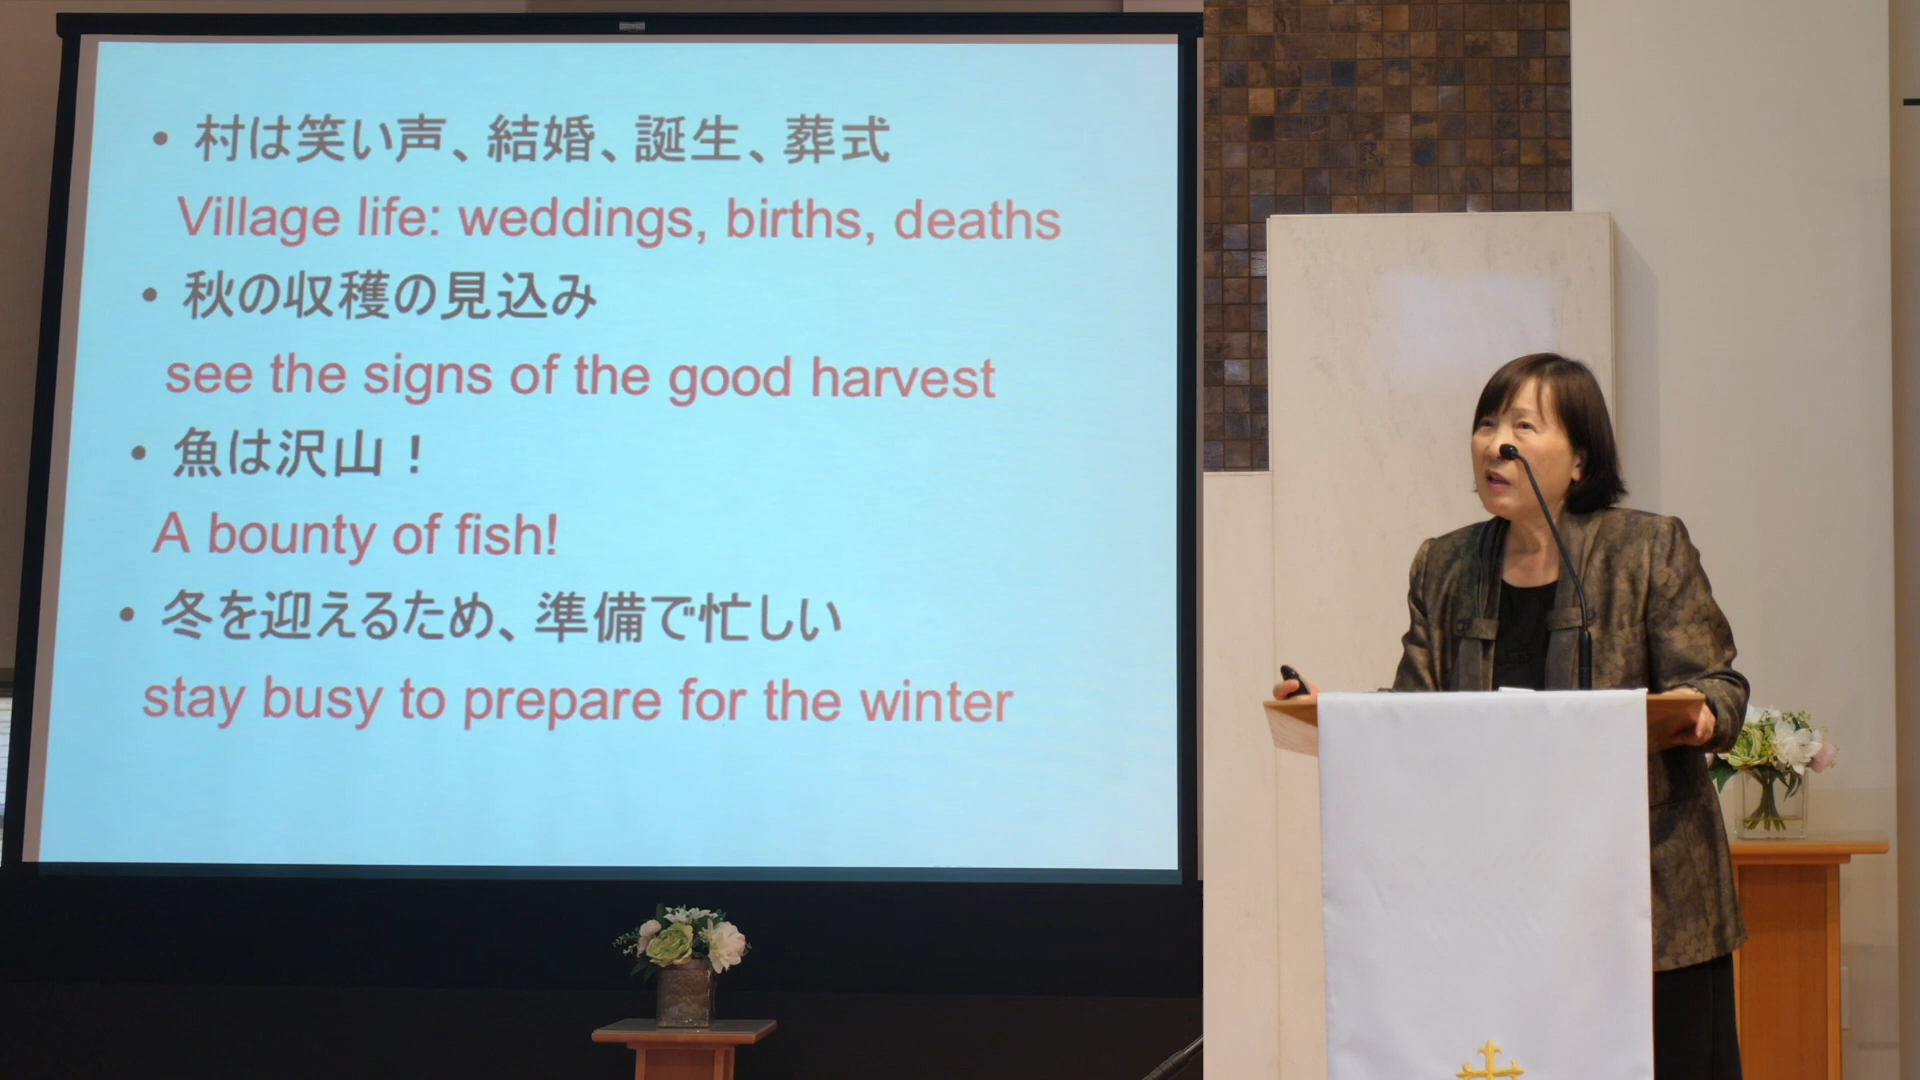 • 村は笑い声、結婚、誕生、葬式
Village life: weddings, births, deaths
• 秋の収穫の見込み
see the signs of the good harvest
• 魚は沢山！
A bounty of fish!
• 冬を迎えるため、準備で忙しい
stay busy to prepare for the winter